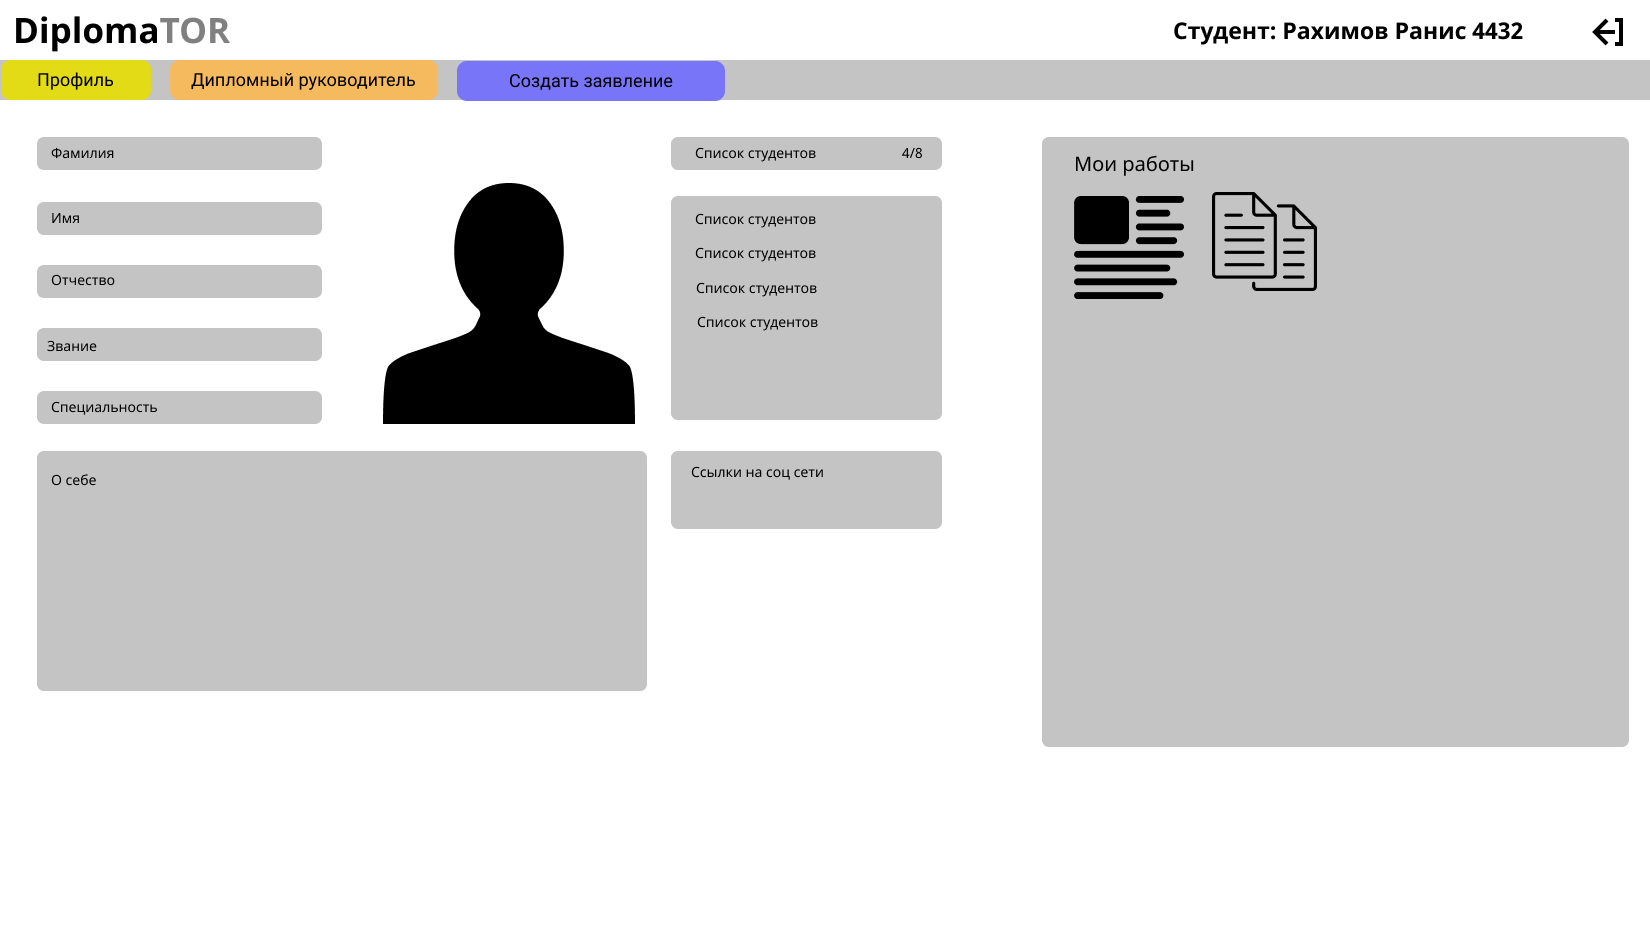 DiplomaTOR
Студент: Рахимов Ранис 4432
Профиль
Дипломный руководитель
Создать заявление
Фамилия
Имя
Отчество
Звание
Специальность
О себе
Список студентов 4/8
Список студентов
Список студентов
Список студентов
Список студентов
Ссылки на соц сети
Мои работы